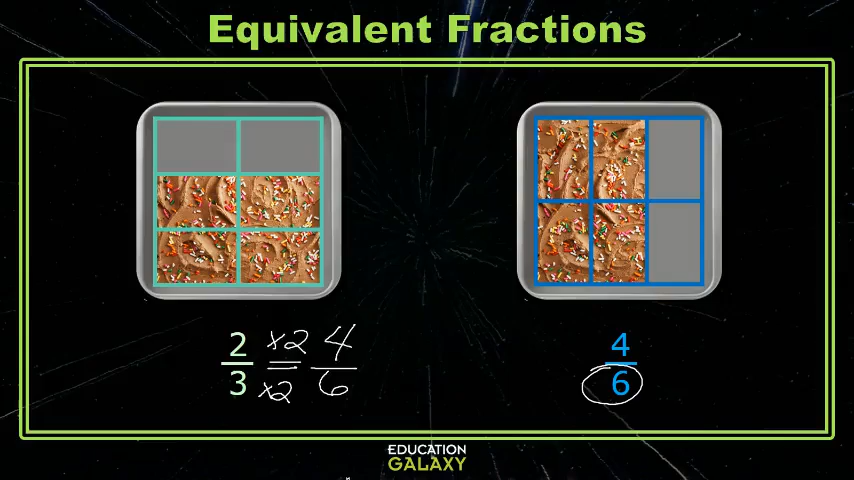 Equivalent Fractions
2/3 ×2/×2 = 4/6
4/6
EDUCATION
GALAXY